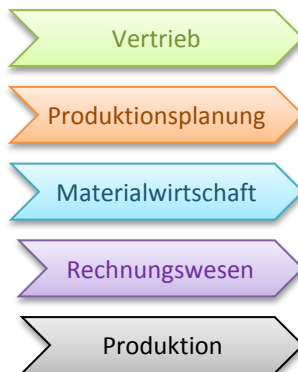 Vertrieb
Produktionsplanung
Materialwirtschaft
Rechnungswesen
Produktion